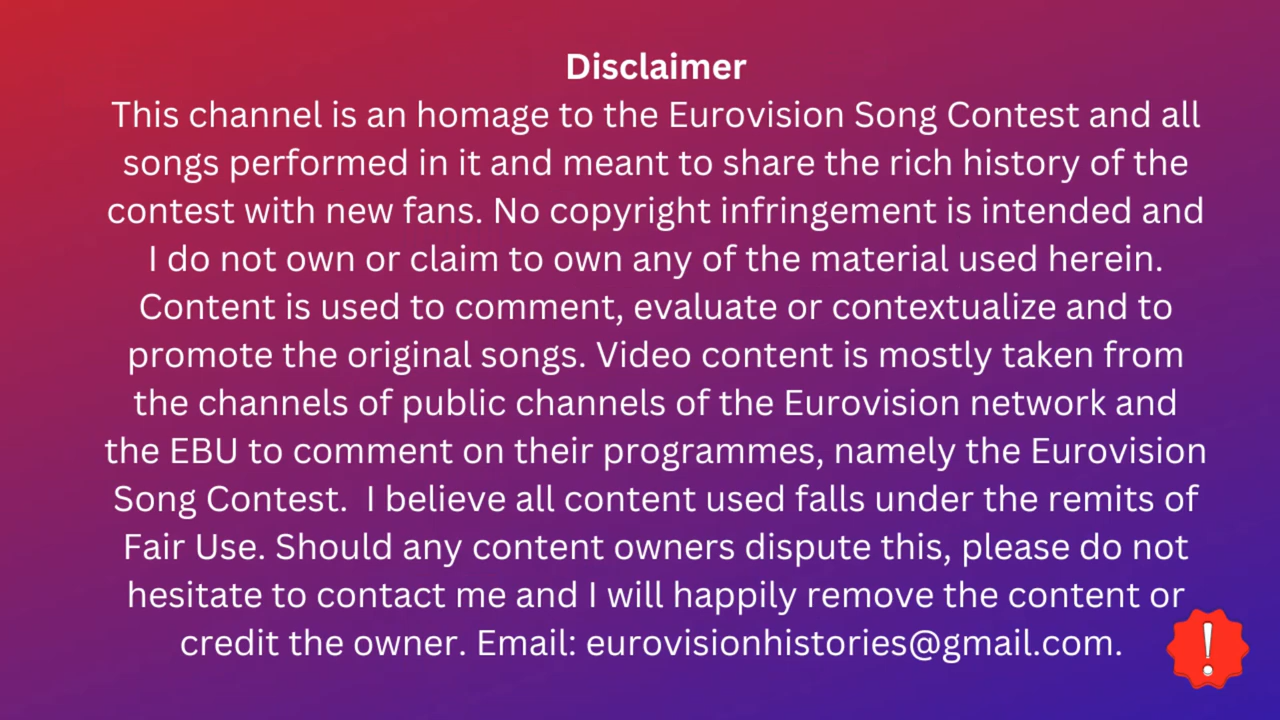 Disclaimer
This channel is an homage to the Eurovision Song Contest and all
songs performed in it and meant to share the rich history of the
contest with new fans. No copyright infringement is intended and
I do not own or claim to own any of the material used herein.
Content is used to comment, evaluate or contextualize and to
promote the original songs. Video content is mostly taken from
the channels of public channels of the Eurovision network and
the EBU to comment on their programmes, namely the Eurovision
Song Contest.  I believe all content used falls under the remits of
Fair Use. Should any content owners dispute this, please do not
hesitate to contact me and I will happily remove the content or
credit the owner. Email: eurovisionhistories@gmail.com.
!